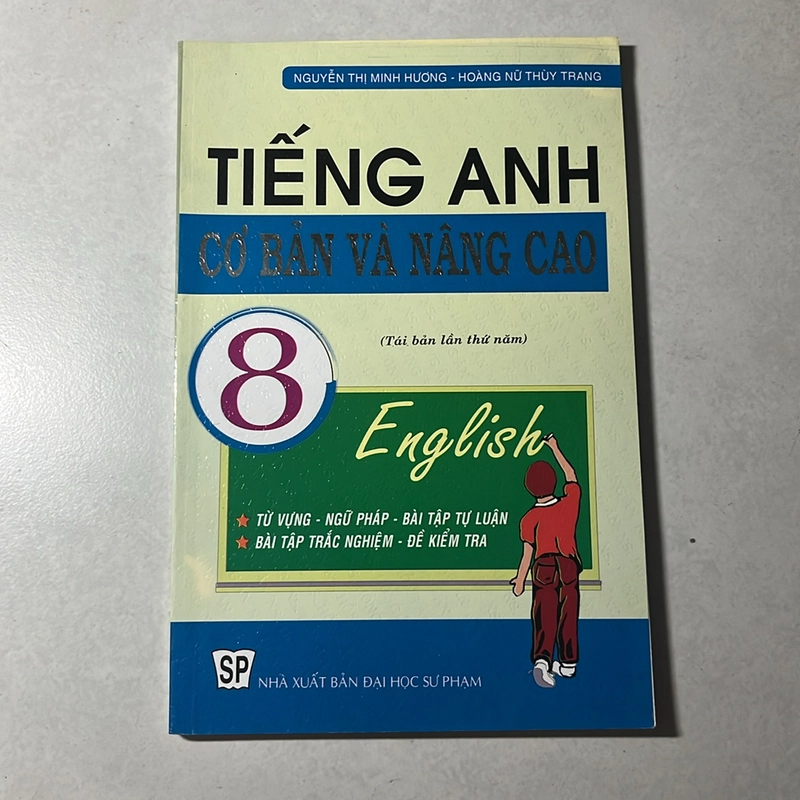 NGUYỄN THỊ MINH HƯƠNG - HOÀNG NỮ THÙY TRANG
TIẾNG ANH
CƠ BẢN VÀ NÂNG CAO
8
(Tái bản lần thứ năm)
English
★ TỪ VỰNG - NGỮ PHÁP - BÀI TẬP TỰ LUẬN
★ BÀI TẬP TRẮC NGHIỆM - ĐỀ KIỂM TRA
SP
NHÀ XUẤT BẢN ĐẠI HỌC SƯ PHẠM